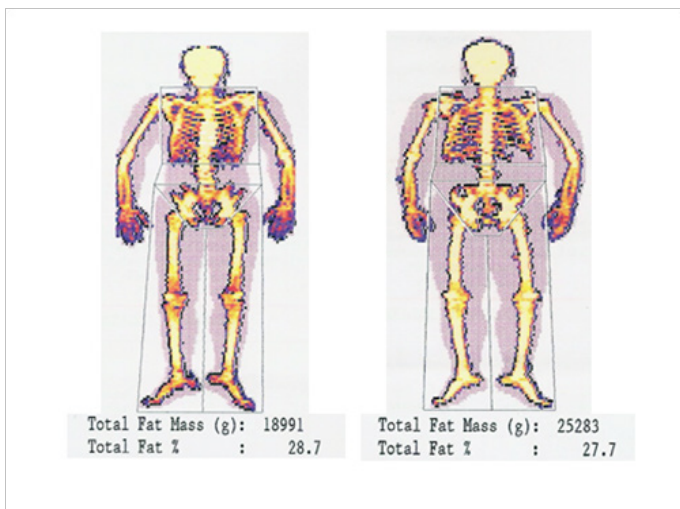 Total Fat Mass (g): 18991
Total Fat % : 28.7
Total Fat Mass (g): 25283
Total Fat % : 27.7